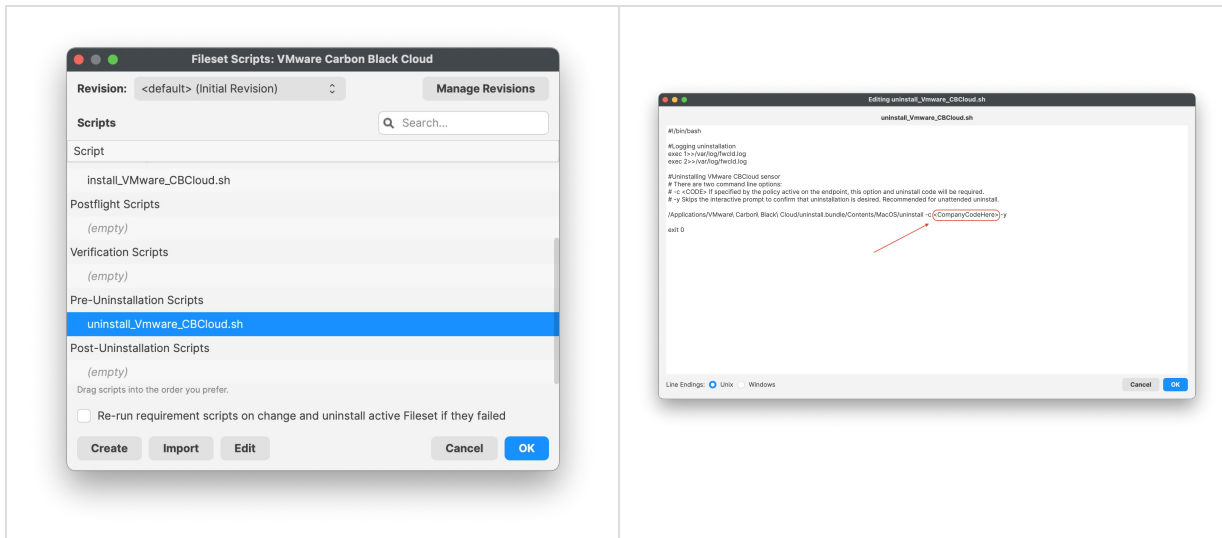 Fileset Scripts: VMware Carbon Black Cloud
Revision: <default> (Initial Revision) Manage Revisions
Scripts Search...
Script
install_VMware_CBCloud.sh
Postflight Scripts
(empty)
Verification Scripts
(empty)
Pre-Uninstallation Scripts
uninstall_Vmware_CBCloud.sh
Post-Uninstallation Scripts
(empty)
Drag scripts into the order you prefer.
Re-run requirement scripts on change and uninstall active Fileset if they failed
Create Import Edit Cancel OK
Editing uninstall_Vmware_CBCloud.sh
uninstall_Vmware_CBCloud.sh
#!/bin/bash
#Logging uninstallation
exec 1>>/var/log/fwcld.log
exec 2>>/var/log/fwcld.log
#Uninstalling VMware CBCloud sensor
# There are two command line options:
# -c <CODE> If specified by the policy active on the endpoint, this option and uninstall code will be required.
# -y Skips the interactive prompt to confirm that uninstallation is desired. Recommended for unattended uninstall.
/Applications/VMware\ Carbon\ Black\ Cloud/uninstall.bundle/Contents/MacOS/uninstall -c <CompanyCodeHere> -y
exit 0
Line Endings: Unix Windows Cancel OK